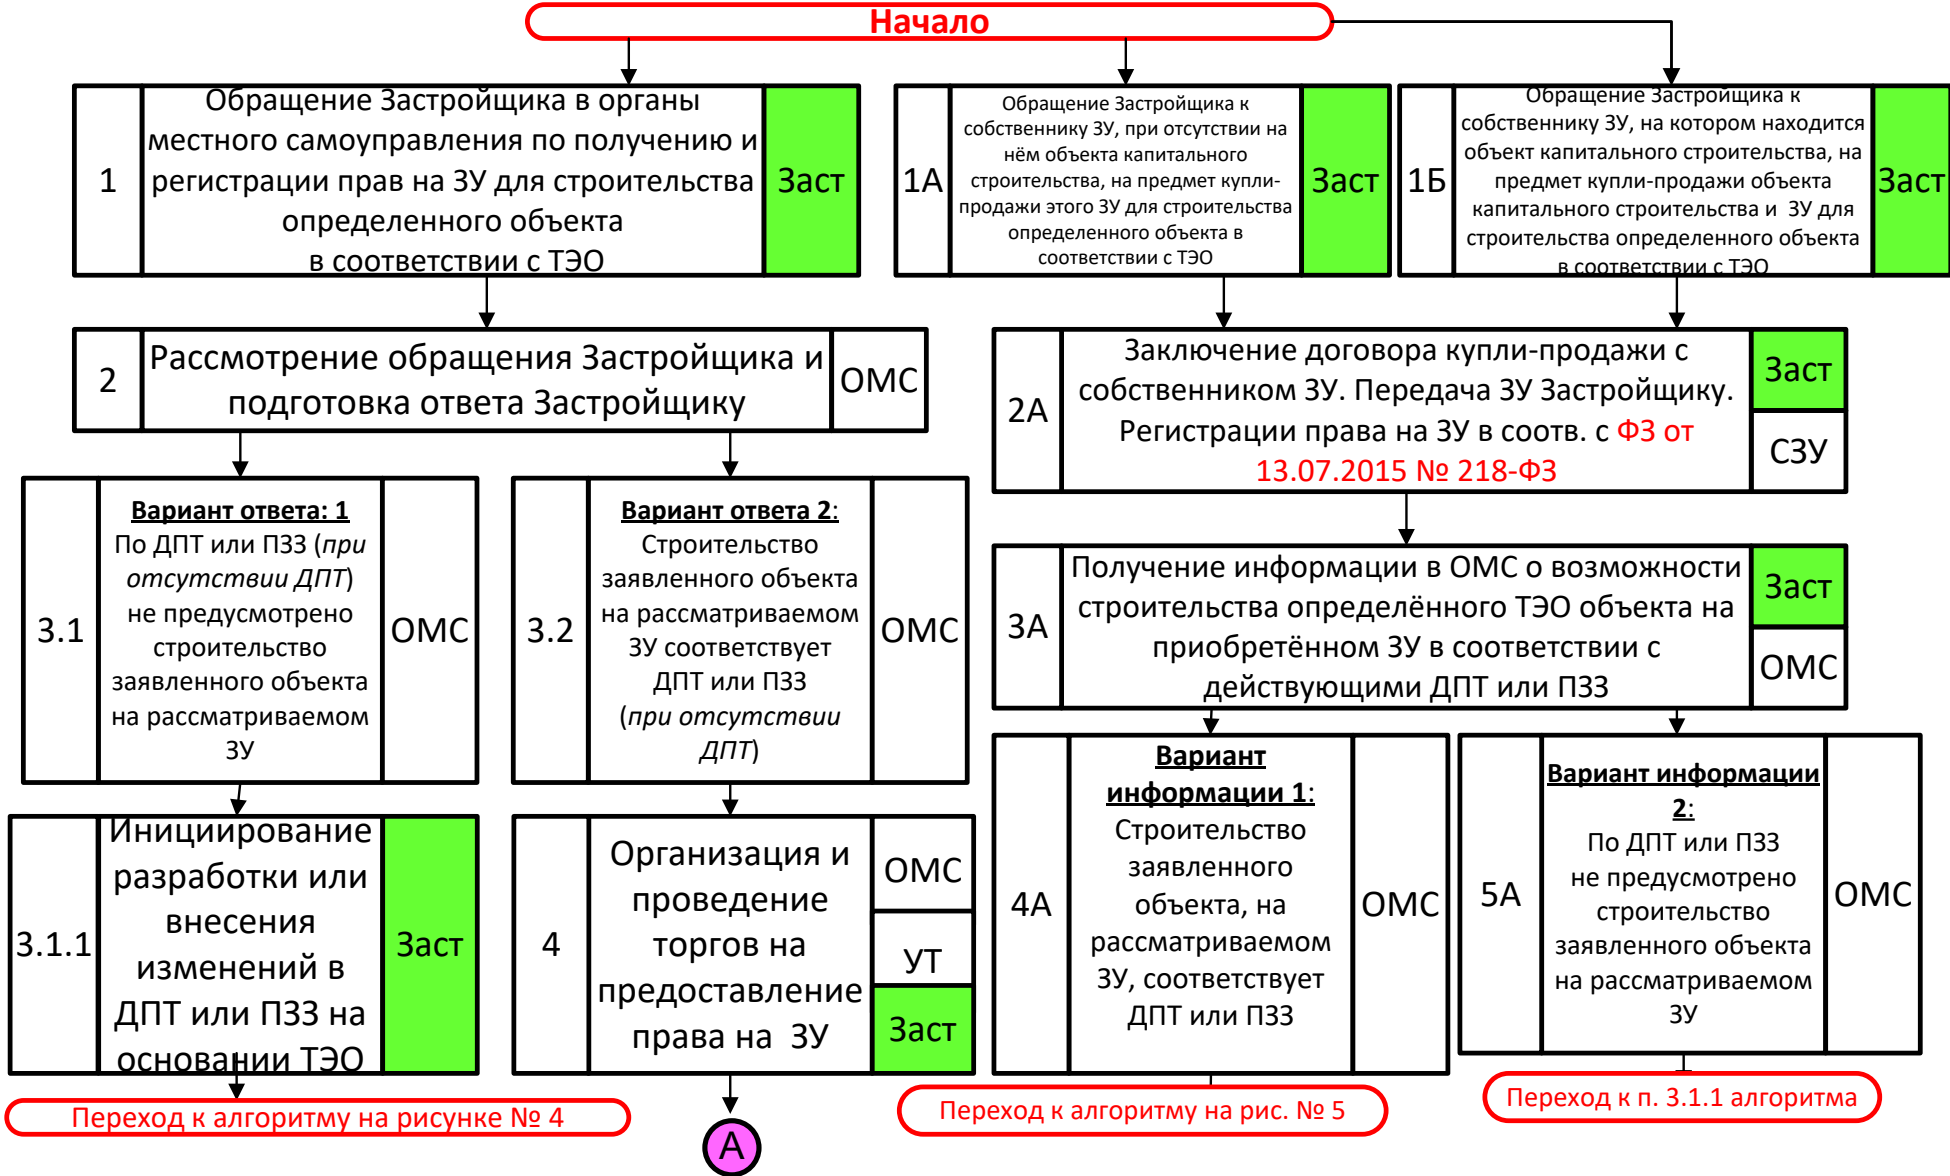 Начало
1
Обращение Застройщика в органы
местного самоуправления по получению и
регистрации прав на ЗУ для строительства
определенного объекта
в соответствии с ТЭО
Заст
1А
Обращение Застройщика к
собственнику ЗУ, при отсутствии на
нём объекта капитального
строительства, на предмет купли-
продажи этого ЗУ для строительства
определенного объекта в
соответствии с ТЭО
Заст
1Б
Обращение Застройщика к
собственнику ЗУ, на котором находится
объект капитального строительства, на
предмет купли-продажи объекта
капитального строительства и ЗУ для
строительства определенного объекта
в соответствии с ТЭО
Заст
2
Рассмотрение обращения Застройщика и
подготовка ответа Застройщику
ОМС
2А
Заключение договора купли-продажи с
собственником ЗУ. Передача ЗУ Застройщику.
Регистрации права на ЗУ в соотв. с ФЗ от
13.07.2015 № 218-ФЗ
Заст
СЗУ
3.1
Вариант ответа: 1
По ДПТ или ПЗЗ (при
отсутствии ДПТ)
не предусмотрено
строительство
заявленного объекта
на рассматриваемом
ЗУ
ОМС
3.2
Вариант ответа 2:
Строительство
заявленного объекта
на рассматриваемом
ЗУ соответствует
ДПТ или ПЗЗ
(при отсутствии
ДПТ)
ОМС
3А
Получение информации в ОМС о возможности
строительства определённого ТЭО объекта на
приобретённом ЗУ в соответствии с
действующими ДПТ или ПЗЗ
Заст
ОМС
3.1.1
Инициирование
разработки или
внесения
изменений в
ДПТ или ПЗЗ на
основании ТЭО
Заст
4
Организация и
проведение
торгов на
предоставление
права на ЗУ
ОМС
УТ
Заст
4А
Вариант
информации 1:
Строительство
заявленного
объекта, на
рассматриваемом
ЗУ, соответствует
ДПТ или ПЗЗ
ОМС
5А
Вариант информации
2:
По ДПТ или ПЗЗ
не предусмотрено
строительство
заявленного объекта
на рассматриваемом
ЗУ
ОМС
Переход к алгоритму на рисунке № 4
А
Переход к алгоритму на рис. № 5
Переход к п. 3.1.1 алгоритма